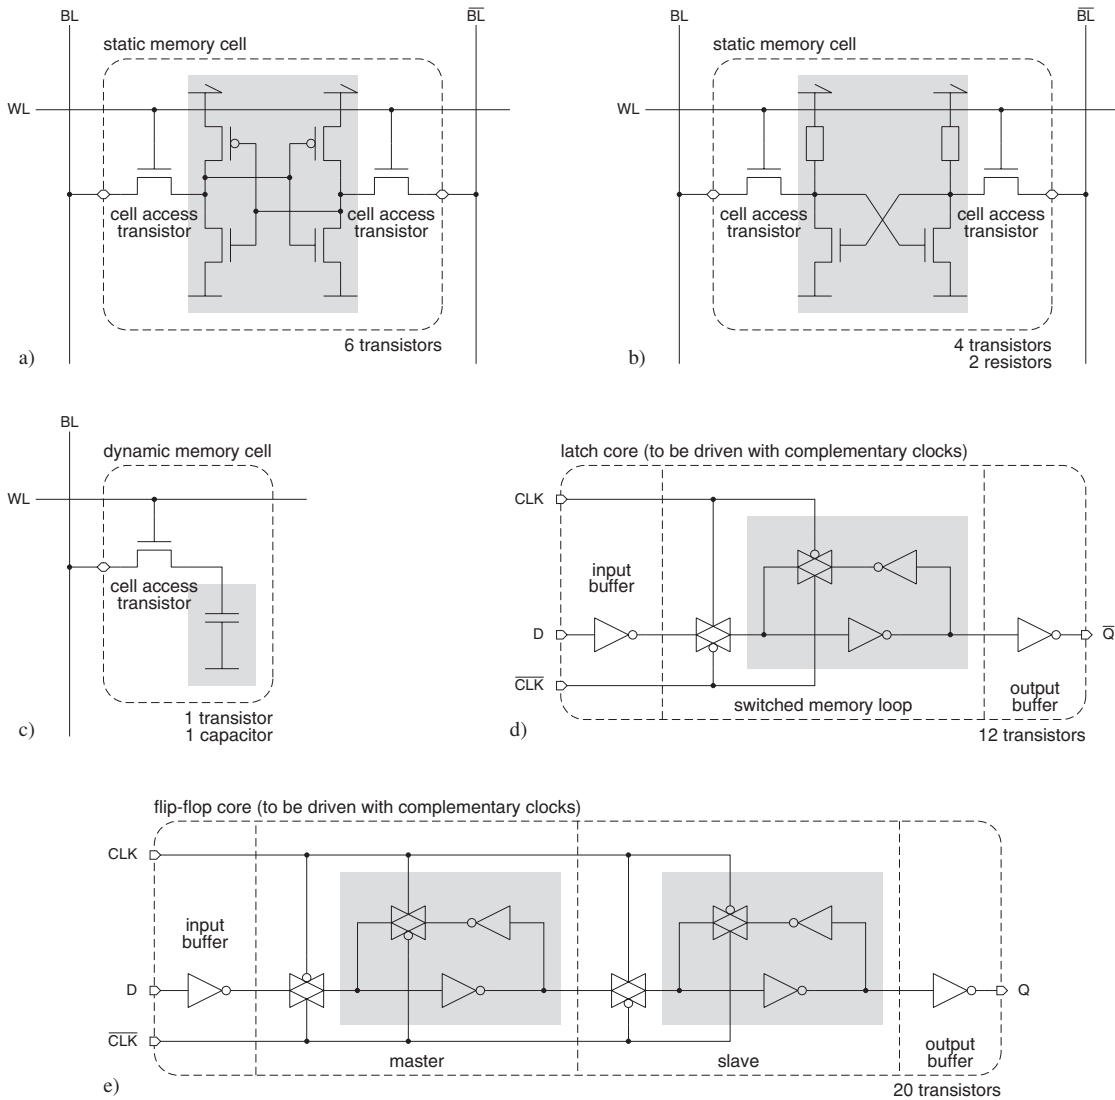 BL
B̅L̅
static memory cell
WL
cell access
transistor
cell access
transistor
6 transistors
a)
BL
B̅L̅
static memory cell
WL
cell access
transistor
cell access
transistor
4 transistors
2 resistors
b)
BL
dynamic memory cell
WL
cell access
transistor
1 transistor
1 capacitor
c)
latch core (to be driven with complementary clocks)
CLK
input
buffer
D
Q̅
C̅L̅K̅
switched memory loop
output
buffer
12 transistors
d)
flip-flop core (to be driven with complementary clocks)
CLK
input
buffer
D
Q
C̅L̅K̅
master
slave
output
buffer
20 transistors
e)